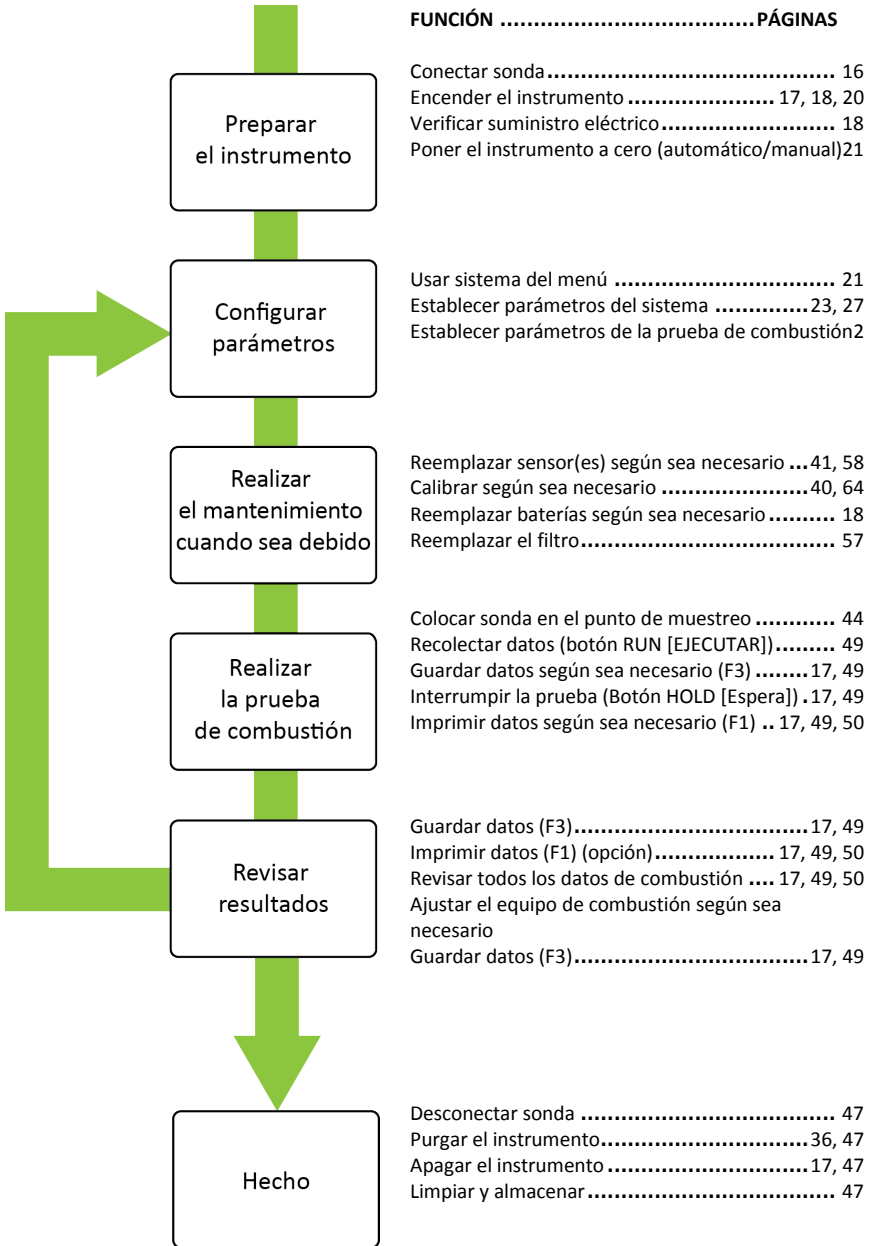 FUNCIÓN ......................................PÁGINAS
Preparar
el instrumento
Conectar sonda........................................... 16
Encender el instrumento ...................... 17, 18, 20
Verificar suministro eléctrico.......................... 18
Poner el instrumento a cero (automático/manual)21
Configurar
parámetros
Usar sistema del menú ................................. 21
Establecer parámetros del sistema ..............23, 27
Establecer parámetros de la prueba de combustión2
Realizar
el mantenimiento
cuando sea debido
Reemplazar sensor(es) según sea necesario ...41, 58
Calibrar según sea necesario ......................40, 64
Reemplazar baterías según sea necesario.......... 18
Reemplazar el filtro...................................... 57
Realizar
la prueba
de combustión
Colocar sonda en el punto de muestreo ............ 44
Recolectar datos (botón RUN [EJECUTAR])......... 49
Guardar datos según sea necesario (F3) ........17, 49
Interrumpir la prueba (Botón HOLD [Espera]) .17, 49
Imprimir datos según sea necesario (F1) .. 17, 49, 50
Revisar
resultados
Guardar datos (F3)...................................17, 49
Imprimir datos (F1) (opción).................. 17, 49, 50
Revisar todos los datos de combustión .... 17, 49, 50
Ajustar el equipo de combustión según sea
necesario
Guardar datos (F3)...................................17, 49
Hecho
Desconectar sonda ...................................... 47
Purgar el instrumento................................36, 47
Apagar el instrumento ..............................17, 47
Limpiar y almacenar..................................... 47